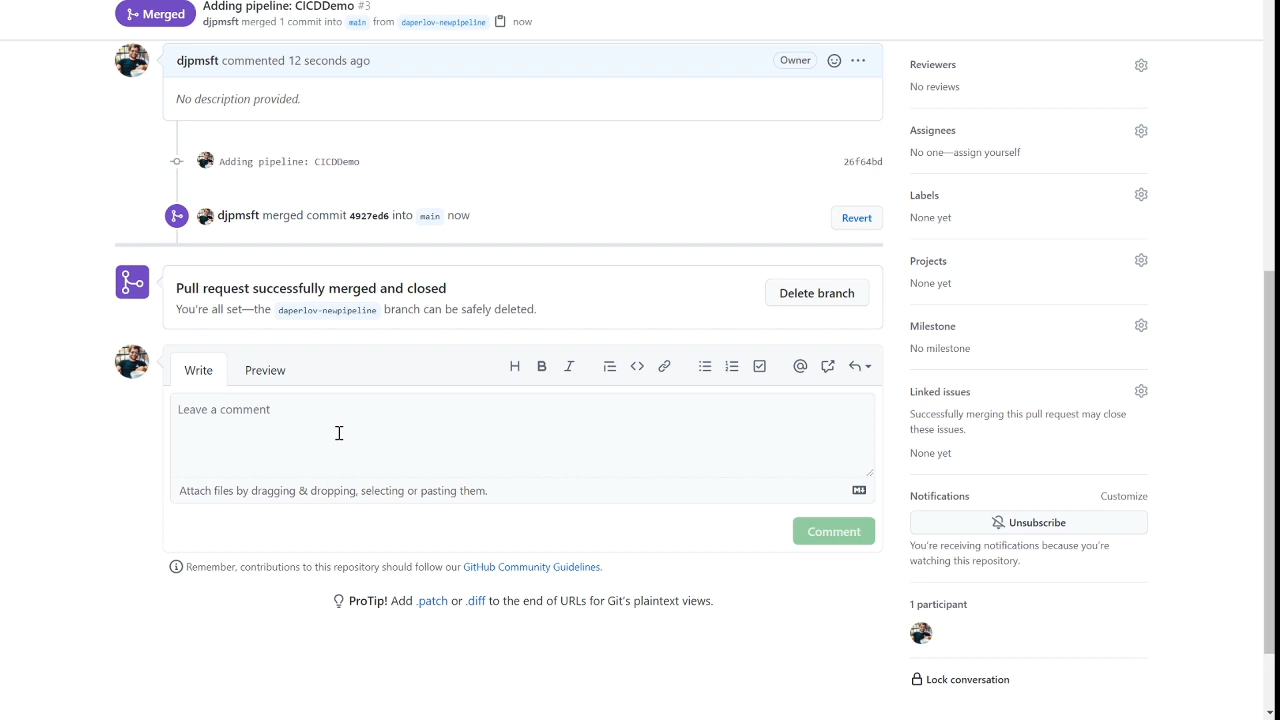 Merged
Adding pipeline: CICDDemo #3
djpmsft merged 1 commit into main from daperlov-newpipeline now
djpmsft commented 12 seconds ago
Owner
No description provided.
Adding pipeline: CICDDemo
26f64bd
djpmsft merged commit 4927ed6 into main now
Revert
Pull request successfully merged and closed
You're all set—the daperlov-newpipeline branch can be safely deleted.
Delete branch
Write
Preview
Leave a comment
Attach files by dragging & dropping, selecting or pasting them.
Comment
Remember, contributions to this repository should follow our GitHub Community Guidelines.
ProTip! Add .patch or .diff to the end of URLs for Git's plaintext views.
Reviewers
No reviews
Assignees
No one—assign yourself
Labels
None yet
Projects
None yet
Milestone
No milestone
Linked issues
Successfully merging this pull request may close
these issues.
None yet
Notifications
Customize
Unsubscribe
You're receiving notifications because you're
watching this repository.
1 participant
Lock conversation